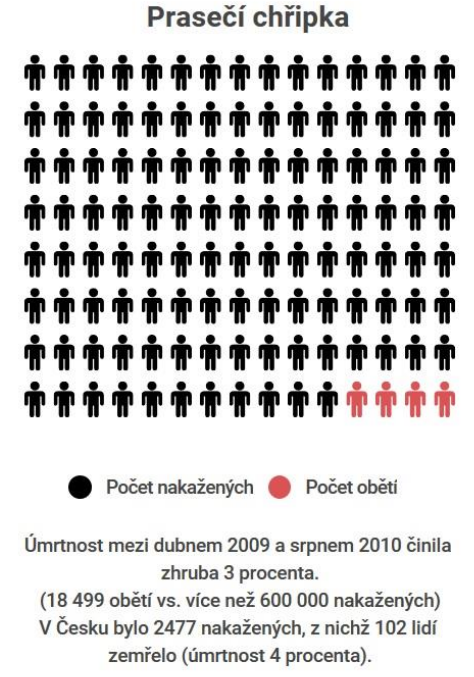 Prasečí chřipka
Počet nakažených
Počet obětí
Úmrtnost mezi dubnem 2009 a srpnem 2010 činila
zhruba 3 procenta.
(18 499 obětí vs. více než 600 000 nakažených)
V Česku bylo 2477 nakažených, z nichž 102 lidí
zemřelo (úmrtnost 4 procenta).